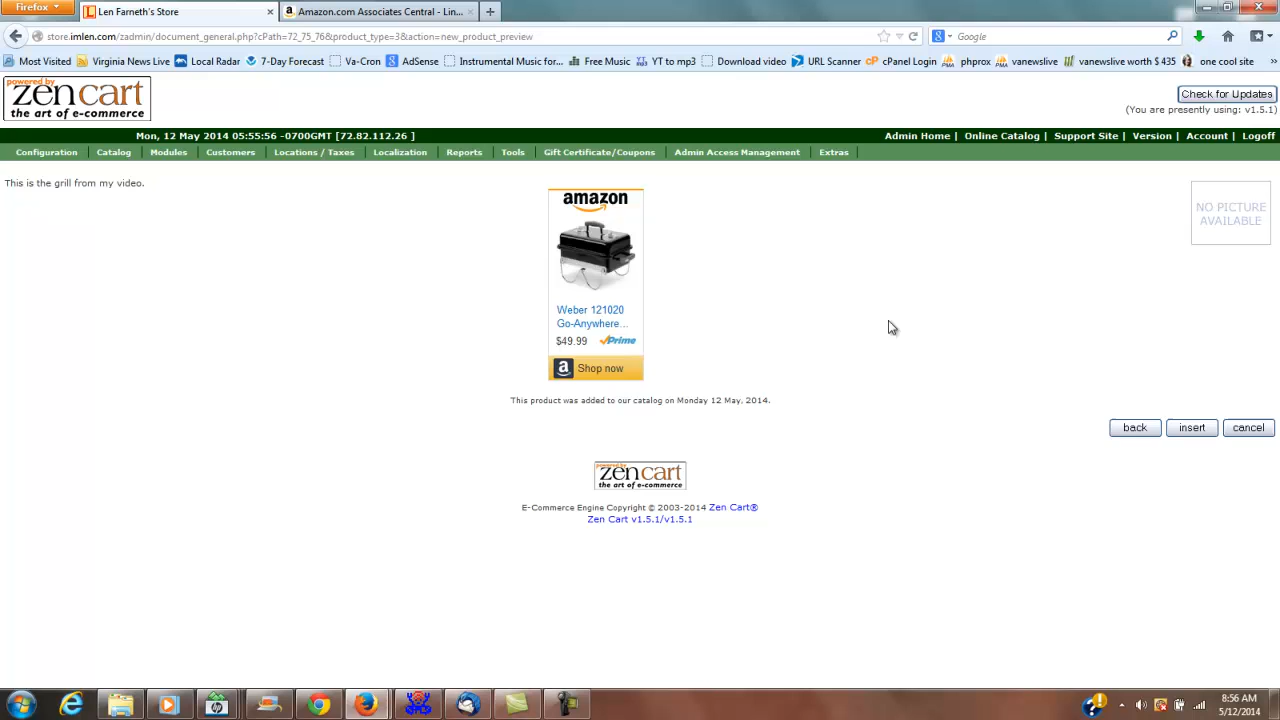 Firefox
Len Farneth's Store
Amazon.com Associates Central - Lin...
store.imlen.com/zadmin/document_general.php?cPath=72_75_76&product_type=3&action=new_product_preview
Google
Most Visited
Virginia News Live
Local Radar
7-Day Forecast
Va-Cron
AdSense
Instrumental Music for...
Free Music
YT to mp3
Download video
URL Scanner
cPanel Login
phprox
vanewslive
vanewslive worth $ 435
one cool site
powered by
zen cart
the art of e-commerce
Check for Updates
(You are presently using: v1.5.1)
Mon, 12 May 2014 05:55:56 -0700GMT [72.82.112.26 ]
Admin Home | Online Catalog | Support Site | Version | Account | Logoff
Configuration
Catalog
Modules
Customers
Locations / Taxes
Localization
Reports
Tools
Gift Certificate/Coupons
Admin Access Management
Extras
This is the grill from my video.
NO PICTURE
AVAILABLE
amazon
Weber 121020
Go-Anywhere...
$49.99 Prime
a Shop now
This product was added to our catalog on Monday 12 May, 2014.
back
insert
cancel
powered by
zen cart
the art of e-commerce
E-Commerce Engine Copyright © 2003-2014 Zen Cart®
Zen Cart v1.5.1/v1.5.1
8:56 AM
5/12/2014